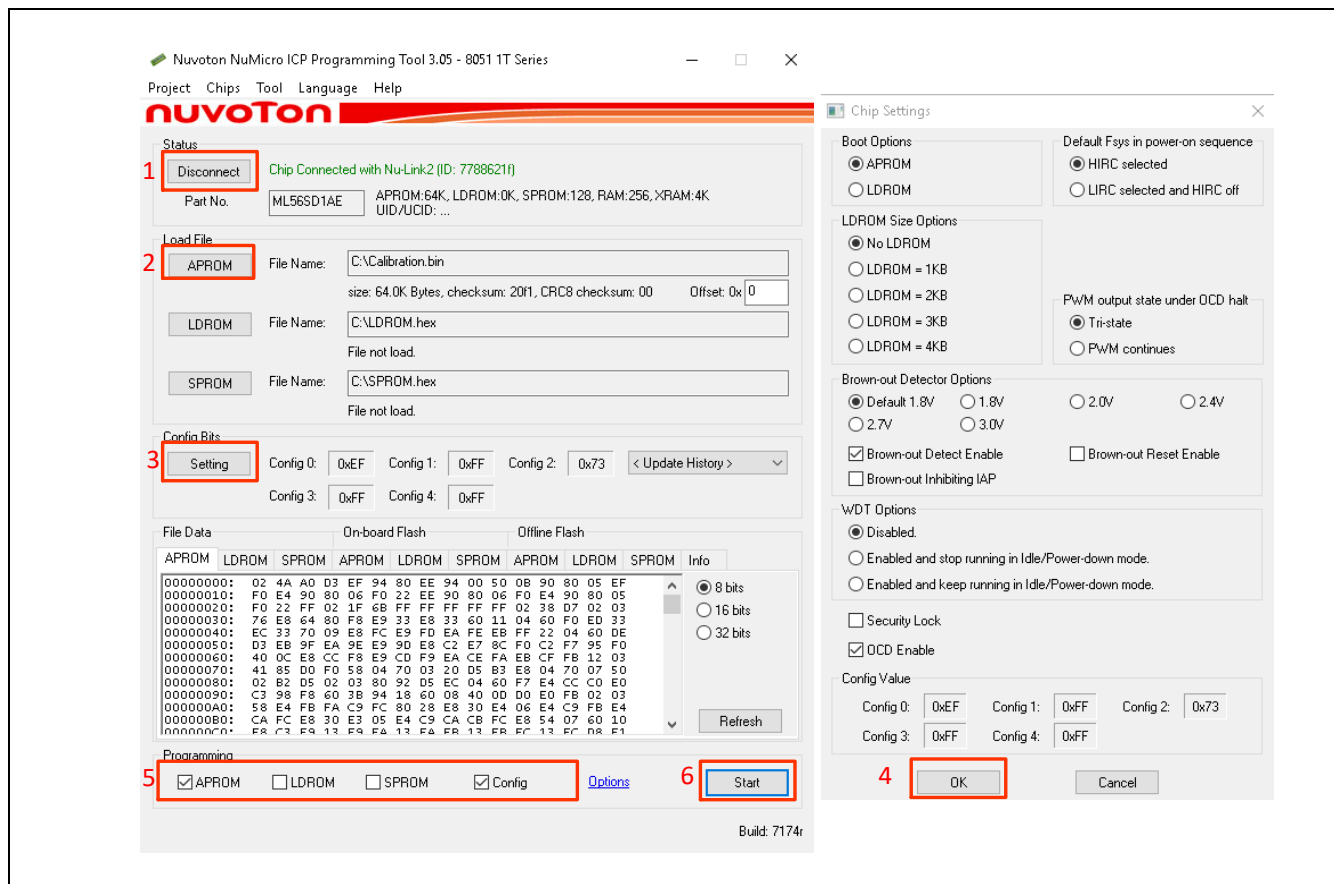 Nuvoton NuMicro ICP Programming Tool 3.05 - 8051 1T Series
Project Chips Tool Language Help
nuvoTon
Status
1 Disconnect Chip Connected with Nu-Link2 (ID: 7788621f)
Part No. ML56SD1AE APROM:64K, LDROM:0K, SPROM:128, RAM:256, XRAM:4K
UID/UCID: ...
Load File
2 APROM File Name: C:\Calibration.bin
size: 64.0K Bytes, checksum: 20f1, CRC8 checksum: 00 Offset: 0x 0
LDROM File Name: C:\LDROM.hex
File not load.
SPROM File Name: C:\SPROM.hex
File not load.
Config Bits
3 Setting Config 0: 0xEF Config 1: 0xFF Config 2: 0x73 < Update History >
Config 3: 0xFF Config 4: 0xFF
File Data On-board Flash Offline Flash
APROM LDROM SPROM APROM LDROM SPROM APROM LDROM SPROM Info
00000000: 02 4A A0 D3 EF 94 80 EE 94 00 50 0B 90 80 05 EF
00000010: F0 E4 90 80 06 F0 22 EE 90 80 06 F0 E4 90 80 05
00000020: F0 22 FF 02 1F 6B FF FF FF FF FF 02 38 D7 02 03
00000030: 76 E8 64 80 F8 E9 33 E8 33 60 11 04 60 F0 ED 33
00000040: EC 33 70 09 E8 FC E9 FD EA FE EB FF 22 04 60 DE
00000050: D3 EB 9F EA 9E E9 9D E8 C2 E7 8C F0 C2 F7 95 F0
00000060: 40 0C E8 CC F8 E9 CD F9 EA CE FA EB CF FB 12 03
00000070: 41 85 D0 F0 58 04 70 03 20 D5 B3 E8 04 70 07 50
00000080: 02 B2 D5 02 03 80 92 D5 EC 04 60 F7 E4 CC C0 E0
00000090: C3 98 F8 60 3B 94 18 60 08 40 0D D0 E0 FB 02 03
000000A0: 58 E4 FB FA C9 FC 80 28 E8 30 E4 06 E4 C9 FB E4
000000B0: CA FC E8 30 E3 05 E4 C9 CA CB FC E8 54 07 60 10
000000C0: F8 C3 E9 13 F9 EA 13 FA EB 13 FB EC 13 FC D8 F1
8 bits
16 bits
32 bits
Refresh
Programming
5 APROM LDROM SPROM Config Options 6 Start
Build: 7174r
Chip Settings
Boot Options
APROM
LDROM
Default Fsys in power-on sequence
HIRC selected
LIRC selected and HIRC off
LDROM Size Options
No LDROM
LDROM = 1KB
LDROM = 2KB
LDROM = 3KB
LDROM = 4KB
PWM output state under OCD halt
Tri-state
PWM continues
Brown-out Detector Options
Default 1.8V 1.8V 2.0V 2.4V
2.7V 3.0V
Brown-out Detect Enable Brown-out Reset Enable
Brown-out Inhibiting IAP
WDT Options
Disabled.
Enabled and stop running in Idle/Power-down mode.
Enabled and keep running in Idle/Power-down mode.
Security Lock
OCD Enable
Config Value
Config 0: 0xEF Config 1: 0xFF Config 2: 0x73
Config 3: 0xFF Config 4: 0xFF
4 OK Cancel